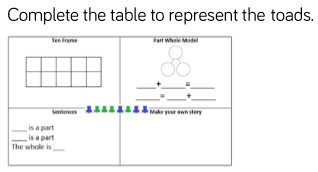 Complete the table to represent the toads.
Ten Frame
Part Whole Model
___ + ___ = ___
___ = ___ + ___
Sentences
___ is a part
___ is a part
The whole is ___
Make your own story